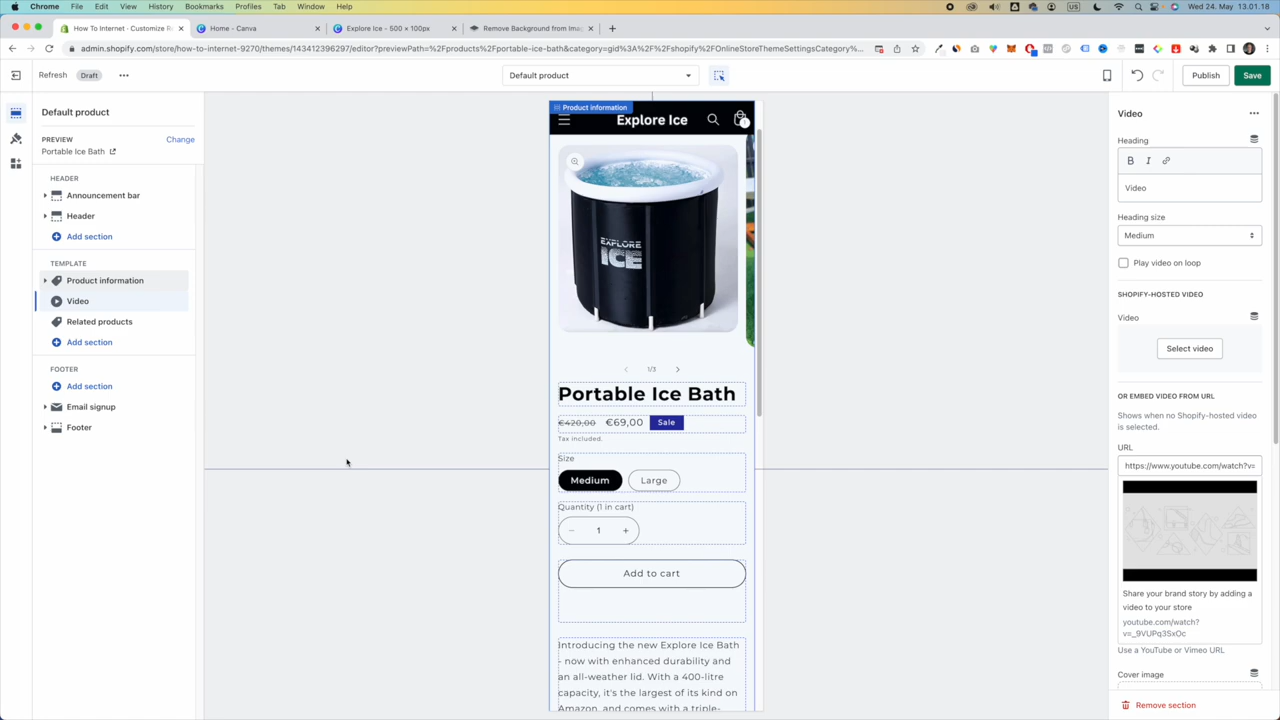 Chrome File Edit View History Bookmarks Profiles Tab Window Help
US
Wed 24. May 13.01.18
How To Internet · Customize R
Home - Canva
Explore Ice – 500 × 100px
Remove Background from Imag
admin.shopify.com/store/how-to-internet-9270/themes/143412396297/editor?previewPath=%2Fproducts%2Fportable-ice-bath&category=gid%3A%2F%2Fshopify%2FOnlineStoreThemeSettingsCategory%...
Refresh
Draft
Default product
Publish
Save
Default product
PREVIEW
Change
Portable Ice Bath
HEADER
Announcement bar
Header
Add section
TEMPLATE
Product information
Video
Related products
Add section
FOOTER
Add section
Email signup
Footer
Product information
Explore Ice
1
EXPLORE
ICE
1/3
Portable Ice Bath
€420,00
€69,00
Sale
Tax included.
Size
Medium
Large
Quantity (1 in cart)
− 1 +
Add to cart
Introducing the new Explore Ice Bath
- now with enhanced durability and
an all-weather lid. With a 400-litre
capacity, it's the largest of its kind on
Amazon, and comes with a triple-
Video
Heading
B I
Video
Heading size
Medium
Play video on loop
SHOPIFY-HOSTED VIDEO
Video
Select video
OR EMBED VIDEO FROM URL
Shows when no Shopify-hosted video
is selected.
URL
https://www.youtube.com/watch?v=
Share your brand story by adding a
video to your store
youtube.com/watch?
v=_9VUPq3SxOc
Use a YouTube or Vimeo URL
Cover image
Remove section